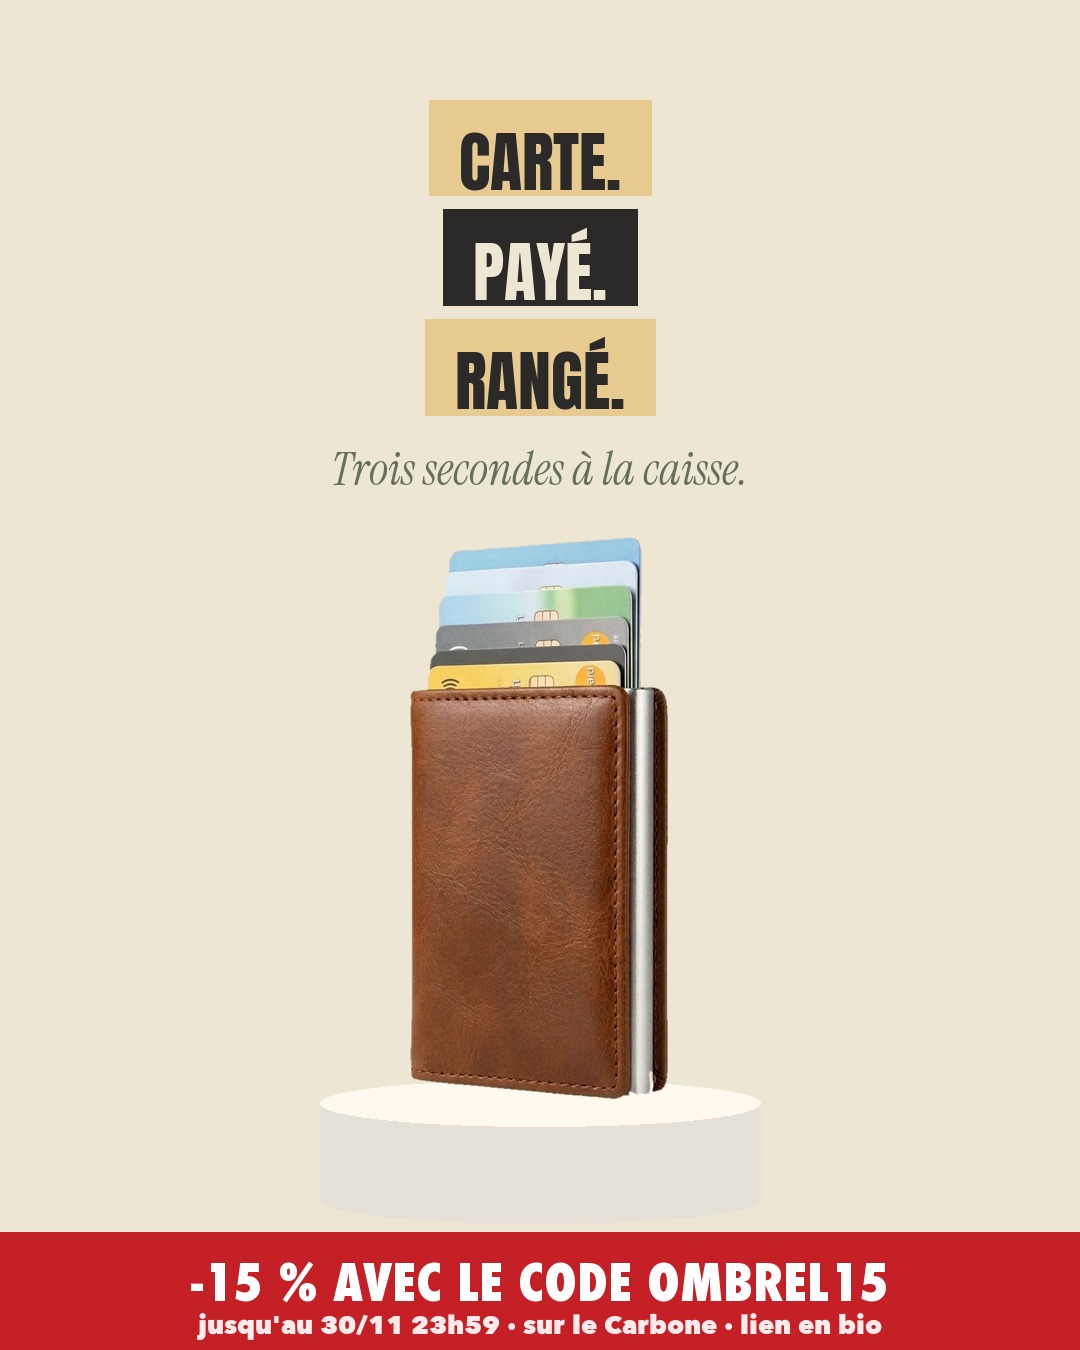 CARTE.
PAYÉ.
RANGÉ.
Trois secondes à la caisse.
-15 % AVEC LE CODE OMBREL15
jusqu'au 30/11 23h59 • sur le Carbone • lien en bio